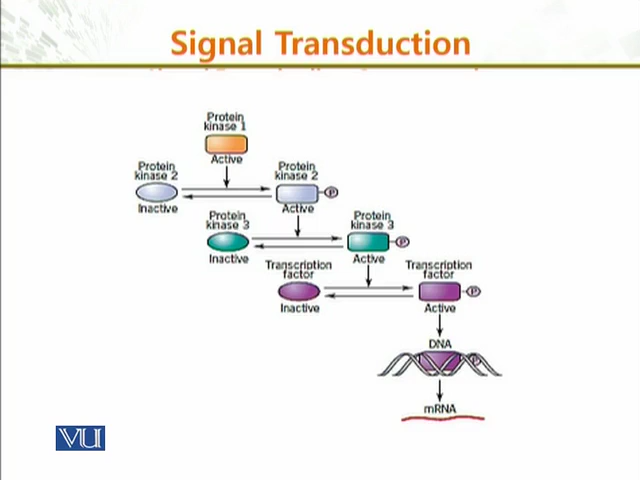 Signal Transduction
Protein
kinase 1
Active
Protein
kinase 2
Protein
kinase 2
P
Inactive
Active
Protein
kinase 3
Protein
kinase 3
P
Inactive
Active
Transcription
factor
Transcription
factor
P
Inactive
Active
DNA
P
mRNA
VU